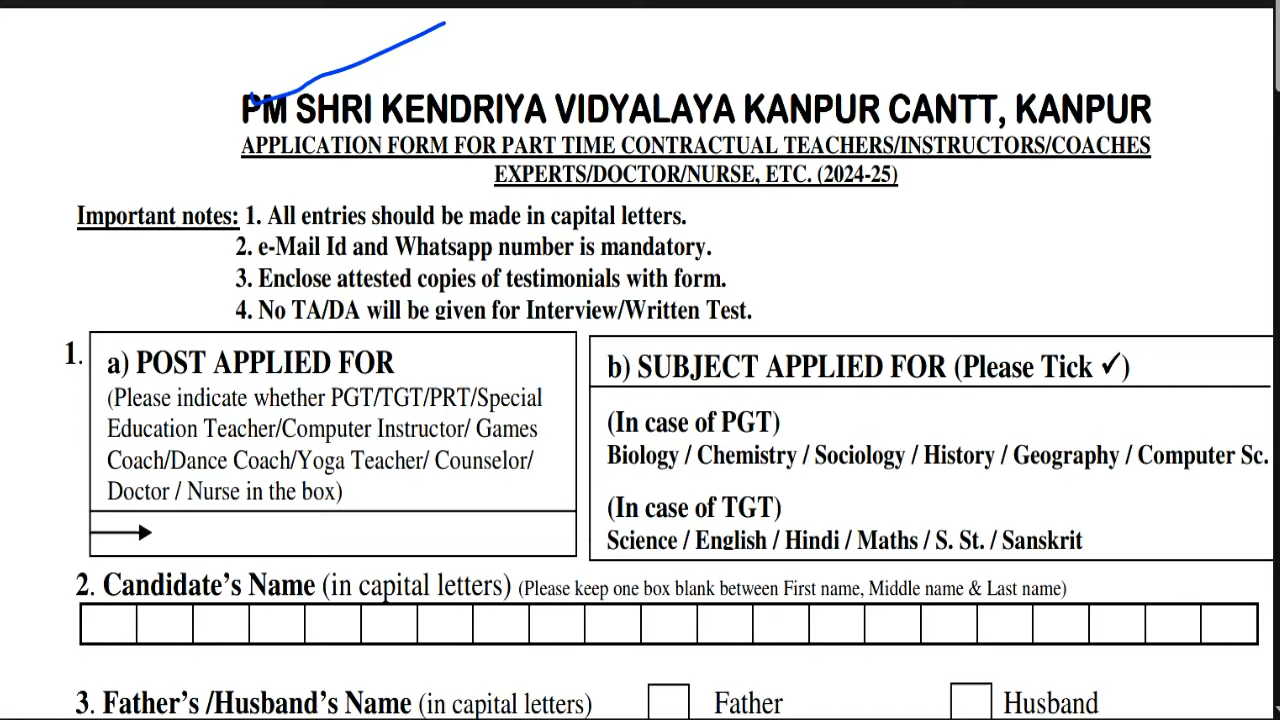 PM SHRI KENDRIYA VIDYALAYA KANPUR CANTT, KANPUR
APPLICATION FORM FOR PART TIME CONTRACTUAL TEACHERS/INSTRUCTORS/COACHES
EXPERTS/DOCTOR/NURSE, ETC. (2024-25)
Important notes: 1. All entries should be made in capital letters.
2. e-Mail Id and Whatsapp number is mandatory.
3. Enclose attested copies of testimonials with form.
4. No TA/DA will be given for Interview/Written Test.
1.
a) POST APPLIED FOR
(Please indicate whether PGT/TGT/PRT/Special
Education Teacher/Computer Instructor/ Games
Coach/Dance Coach/Yoga Teacher/ Counselor/
Doctor / Nurse in the box)
b) SUBJECT APPLIED FOR (Please Tick ✓)
(In case of PGT)
Biology / Chemistry / Sociology / History / Geography / Computer Sc.
(In case of TGT)
Science / English / Hindi / Maths / S. St. / Sanskrit
2. Candidate's Name (in capital letters) (Please keep one box blank between First name, Middle name & Last name)
3. Father's /Husband's Name (in capital letters) Father Husband